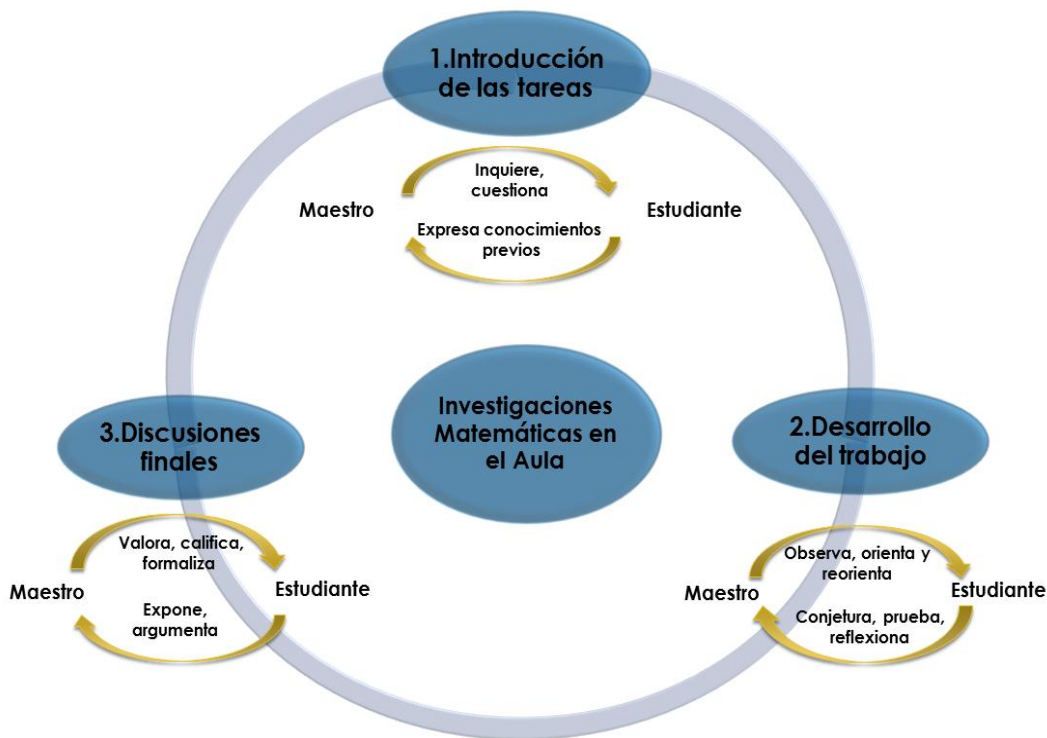 1.Introducción
de las tareas
Inquiere,
cuestiona
Maestro
Estudiante
Expresa conocimientos
previos
Investigaciones
Matemáticas en
el Aula
2.Desarrollo
del trabajo
Observa, orienta y
reorienta
Maestro
Estudiante
Conjetura, prueba,
reflexiona
3.Discusiones
finales
Valora, califica,
formaliza
Maestro
Estudiante
Expone,
argumenta